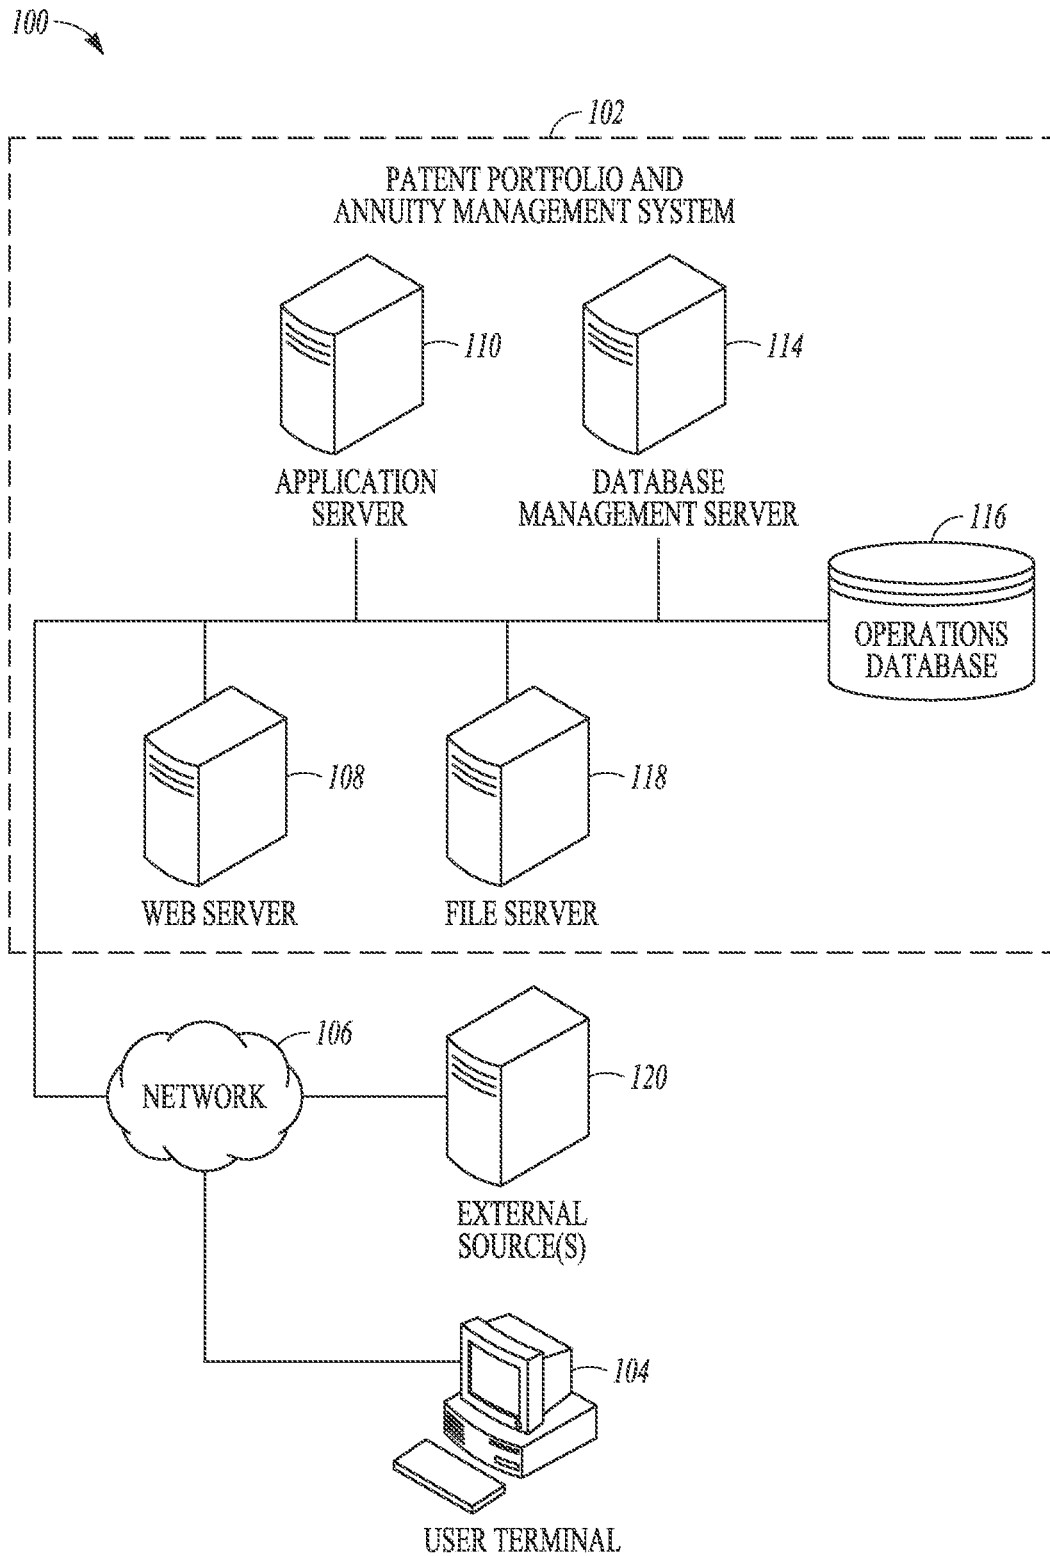 100
102
PATENT PORTFOLIO AND
ANNUITY MANAGEMENT SYSTEM
110
114
APPLICATION
SERVER
DATABASE
MANAGEMENT SERVER
116
OPERATIONS
DATABASE
108
118
WEB SERVER
FILE SERVER
106
NETWORK
120
EXTERNAL
SOURCE(S)
104
USER TERMINAL